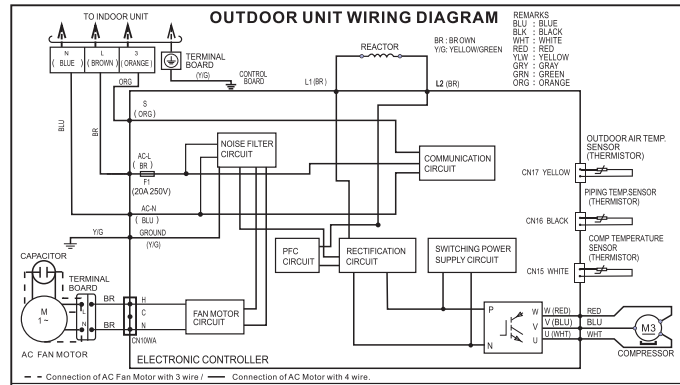 TO INDOOR UNIT
OUTDOOR UNIT WIRING DIAGRAM
REMARKS
BLU : BLUE
BLK : BLACK
WHT : WHITE
RED : RED
YLW : YELLOW
GRY : GRAY
GRN : GREEN
ORG : ORANGE
BR : BROWN
Y/G: YELLOW/GREEN
N
( BLUE )
L
( BROWN )
3
( ORANGE )
TERMINAL
BOARD
(Y/G)
CONTROL
BOARD
REACTOR
L1 (BR)
L2 (BR)
ORG
S
( ORG )
BLU
BR
AC-L
( BR )
F1
(20A 250V)
AC-N
( BLU )
Y/G
GROUND
(Y/G)
NOISE FILTER
CIRCUIT
COMMUNICATION
CIRCUIT
OUTDOOR AIR TEMP.
SENSOR
(THERMISTOR)
CN17 YELLOW
PIPING TEMP.SENSOR
(THERMISTOR)
CN16 BLACK
COMP TEMPERATURE
SENSOR
(THERMISTOR)
CN15 WHITE
PFC
CIRCUIT
RECTIFICATION
CIRCUIT
SWITCHING POWER
SUPPLY CIRCUIT
CAPACITOR
TERMINAL
BOARD
M
1 ~
L
N
BR
BR
H
C
N
CN10WA
FAN MOTOR
CIRCUIT
P
N
W
V
U
W (RED)
V (BLU)
U (WHT)
RED
BLU
WHT
M3
COMPRESSOR
AC FAN MOTOR
ELECTRONIC CONTROLLER
– – Connection of AC Fan Motor with 3 wire / — Connection of AC Motor with 4 wire.